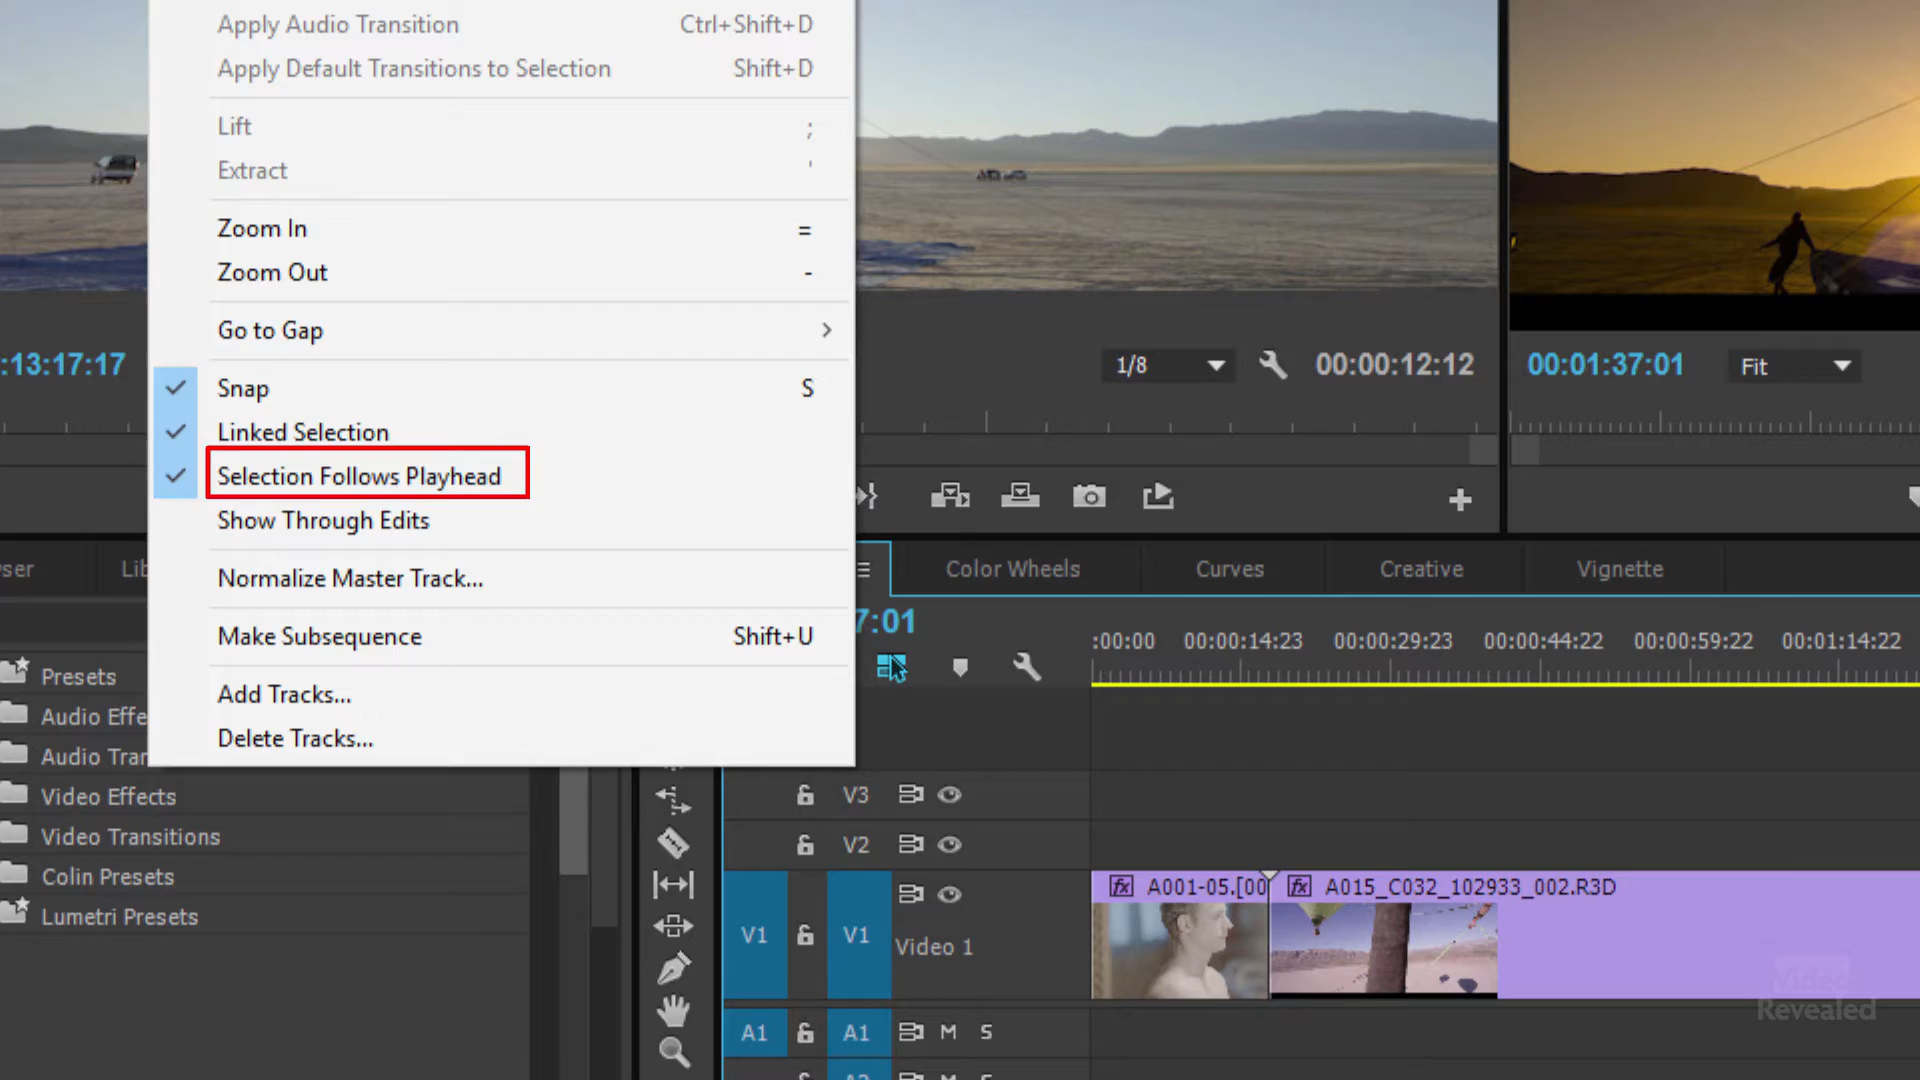 Apply Audio Transition Ctrl+Shift+D
Apply Default Transitions to Selection Shift+D
Lift ;
Extract '
Zoom In =
Zoom Out -
Go to Gap
Snap S
Linked Selection
Selection Follows Playhead
Show Through Edits
Normalize Master Track...
Make Subsequence Shift+U
Add Tracks...
Delete Tracks...
:13:17:17
1/8
00:00:12:12
00:01:37:01
Fit
ser
Lib
Color Wheels
Curves
Creative
Vignette
7:01
:00:00 00:00:14:23 00:00:29:23 00:00:44:22 00:00:59:22 00:01:14:22
Presets
Audio Effe
Audio Tran
Video Effects
Video Transitions
Colin Presets
Lumetri Presets
V3
V2
V1 V1 Video 1
fx A001-05.[00
fx A015_C032_102933_002.R3D
A1 A1 M S
Video
Revealed